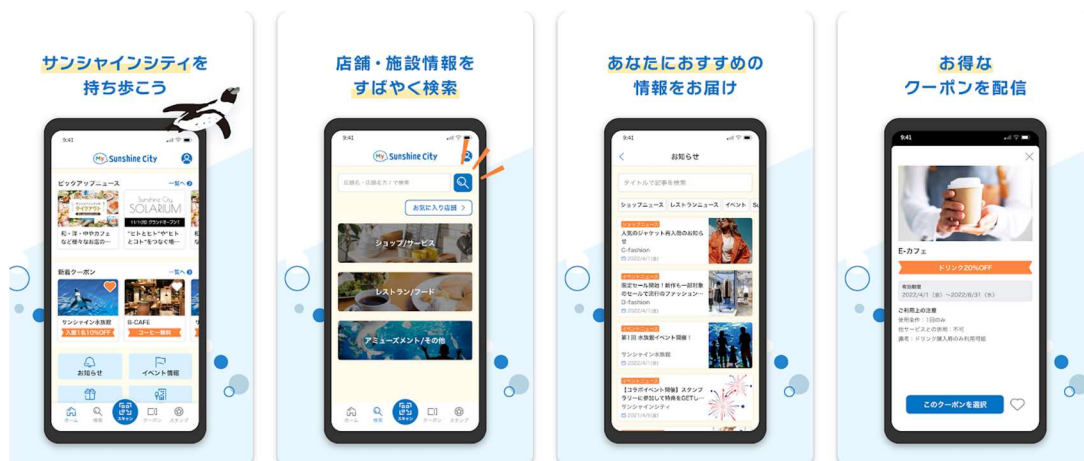 サンシャインシティを
持ち歩こう
9:41
My Sunshine City
ピックアップニュース
一覧へ
Sunshine City
SOLARIUM
11/1(日) グランドオープン!
和・洋・中やカフェ
など様々なお店の…
"ヒトとヒト"や"ヒト
とコト"をつなぐ場…
新着クーポン
一覧へ
サンシャイン水族館
入館1名10%OFF
E-CAFE
コーヒー無料
お知らせ
イベント情報
ホーム
検索
スキャン
クーポン
スタンプ
店舗・施設情報を
すばやく検索
9:41
My Sunshine City
店舗名・店舗名カナで検索
お気に入り店舗
ショップ/サービス
レストラン/フード
アミューズメント/その他
ホーム
検索
スキャン
クーポン
スタンプ
あなたにおすすめの
情報をお届け
9:41
お知らせ
タイトルで記事を検索
ショップニュース
レストランニュース
イベント
ショップニュース
人気のジャケット再入荷のお知ら
せ
G-fashion
2022/4/1(金)
イベントニュース
限定セール開始!新作も一部対象
のセールで流行のファッション…
D-fashion
2022/4/1(金)
イベントニュース
第1回 水族館イベント開催!
サンシャイン水族館
2022/4/1(金)
イベントニュース
【コラボイベント開催】スタンプ
ラリーに参加して特典をGETし…
サンシャインシティ
お得な
クーポンを配信
9:41
E-カフェ
ドリンク20%OFF
有効期間
2022/4/1(金)~2022/8/31(水)
ご利用上の注意
使用条件:1回のみ
他サービスとの併用:不可
備考:ドリンク購入時のみ利用可能
このクーポンを選択